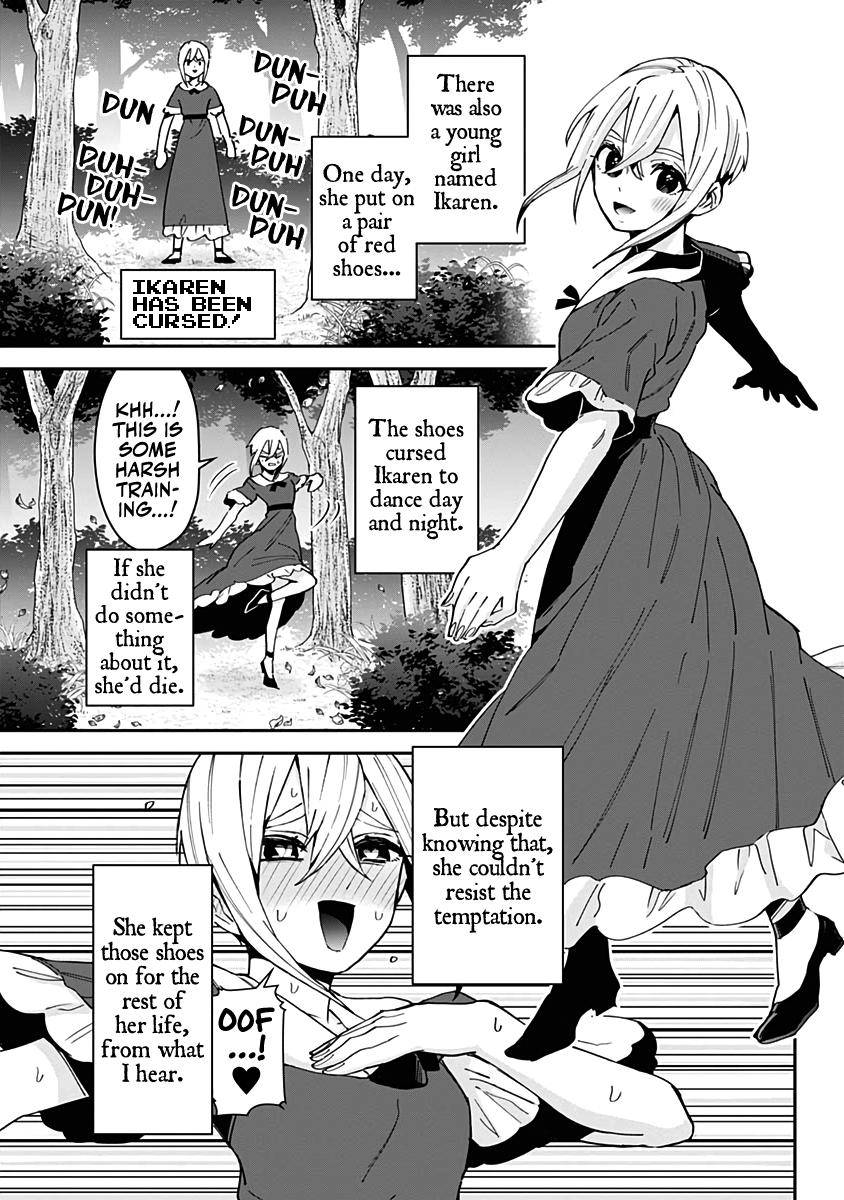 There
was also
a young
girl
named
Ikaren.
One day,
she put on
a pair
of red
shoes...
DUN-
DUH
DUN-
DUH
DUN-
DUH
DUN
DUH-
DUH-
DUN!
IKAREN
HAS BEEN
CURSED!
The shoes
cursed
Ikaren to
dance day
and night.
KHH...!
THIS IS
SOME
HARSH
TRAIN-
ING...!
If she
didn't
do some-
thing
about it,
she'd die.
But despite
knowing that,
she couldn't
resist the
temptation.
She kept
those shoes
on for the
rest of
her life,
from what
I hear.
OOF
...!
♥